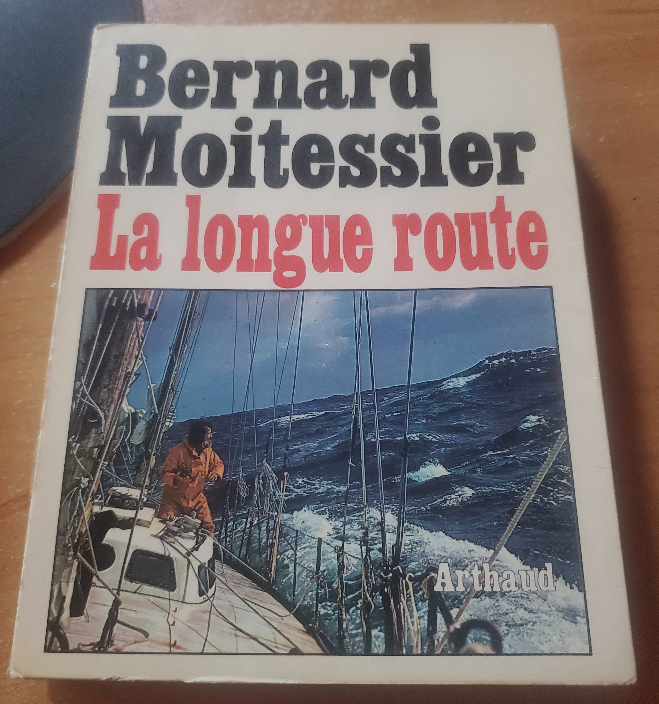 Bernard
Moitessier
La longue route
Arthaud